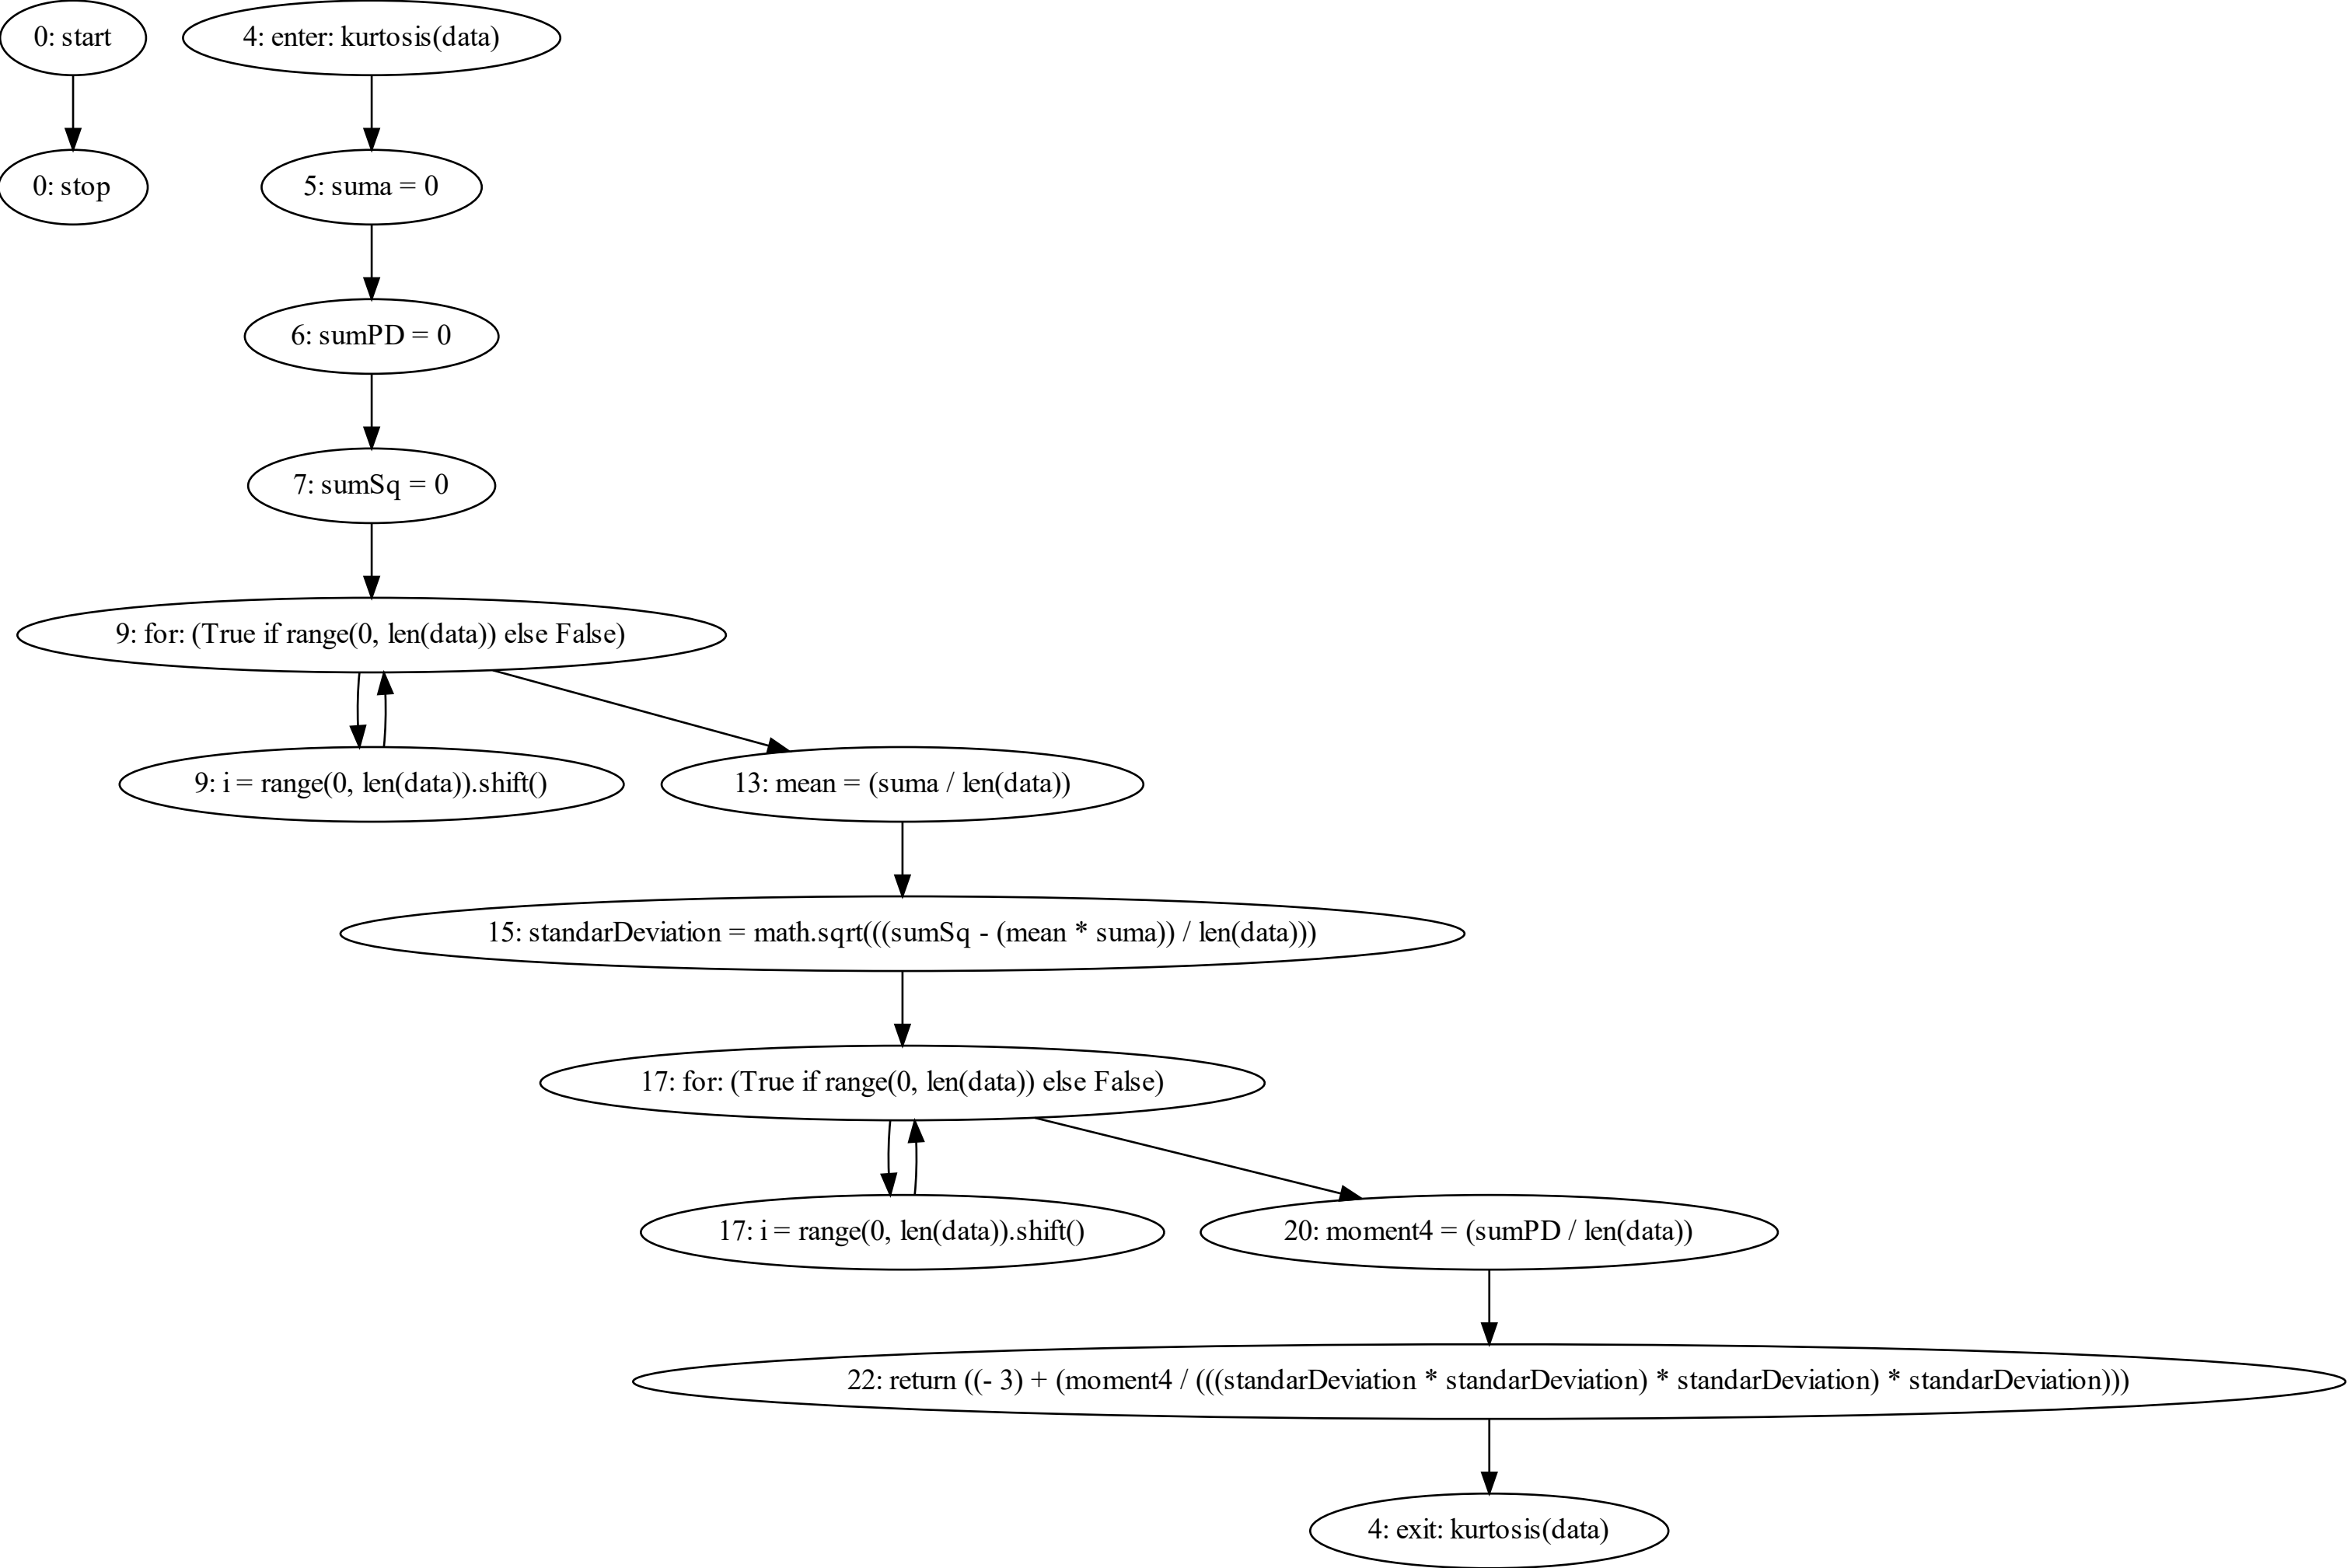 0: start
4: enter: kurtosis(data)
0: stop
5: suma = 0
6: sumPD = 0
7: sumSq = 0
9: for: (True if range(0, len(data)) else False)
9: i = range(0, len(data)).shift()
13: mean = (suma / len(data))
15: standarDeviation = math.sqrt(((sumSq - (mean * suma)) / len(data)))
17: for: (True if range(0, len(data)) else False)
17: i = range(0, len(data)).shift()
20: moment4 = (sumPD / len(data))
22: return ((- 3) + (moment4 / (((standarDeviation * standarDeviation) * standarDeviation) * standarDeviation)))
4: exit: kurtosis(data)